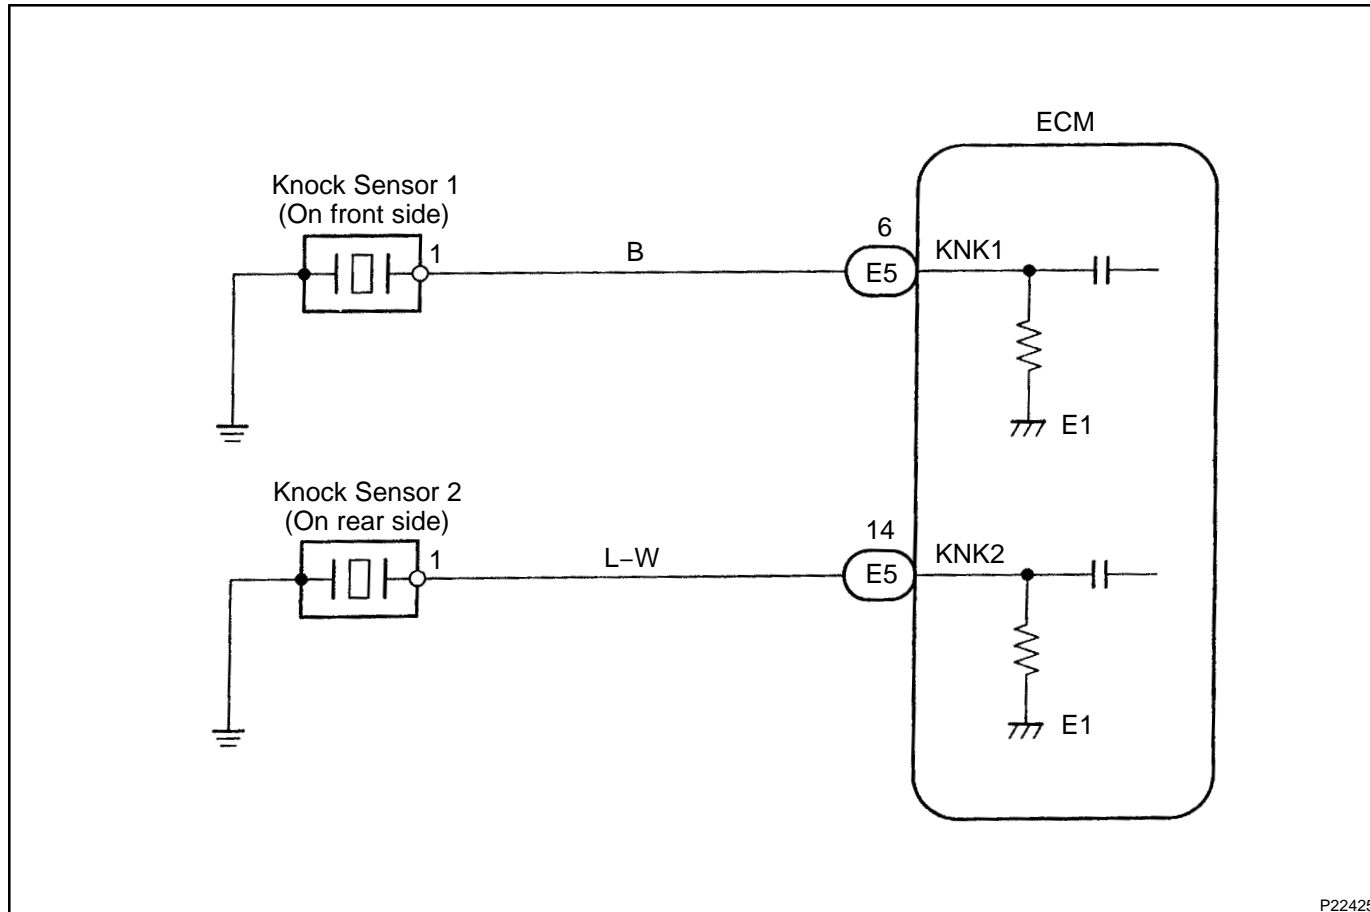 ECM
Knock Sensor 1
(On front side)
1
B
6
E5
KNK1
E1
Knock Sensor 2
(On rear side)
1
L–W
14
E5
KNK2
E1
P22425